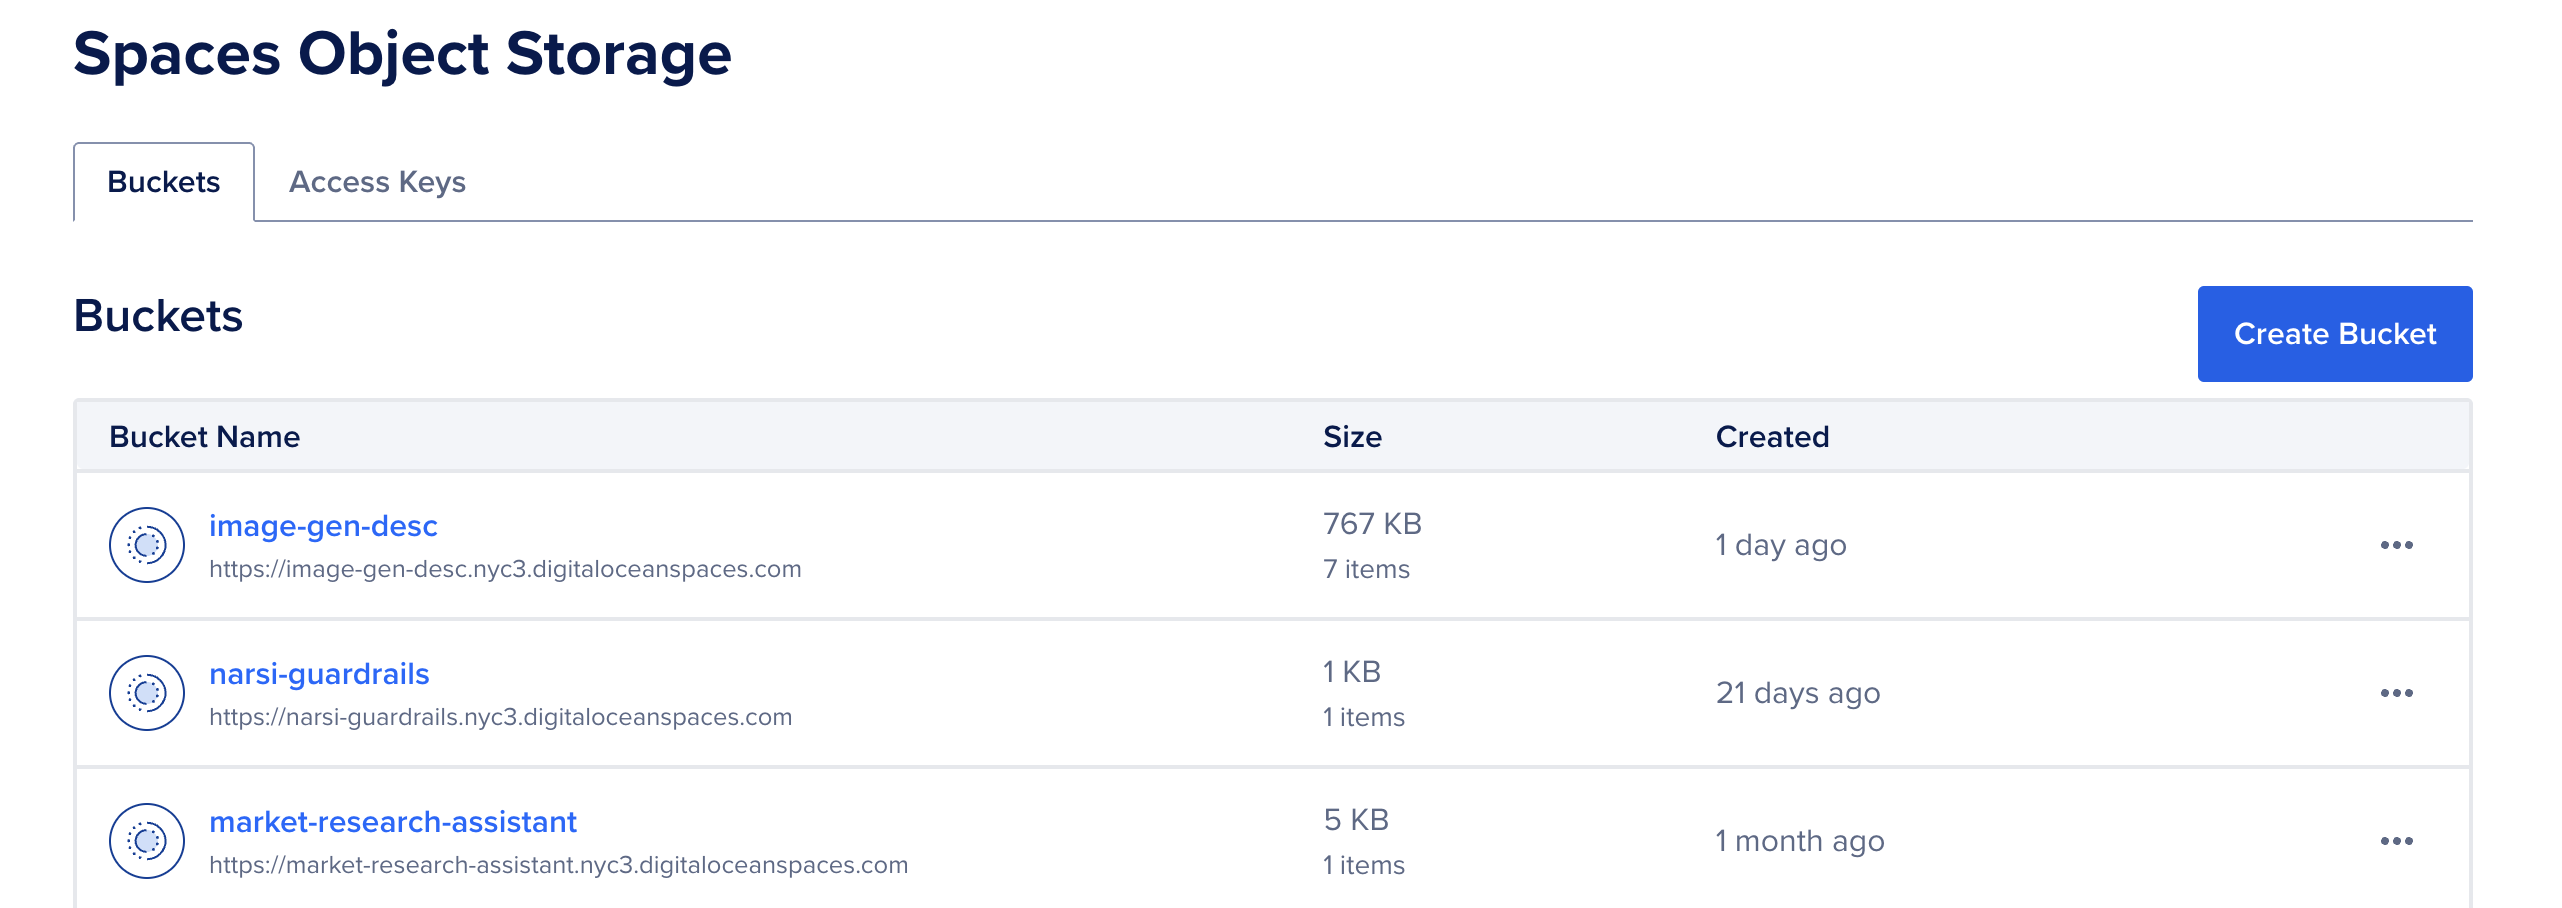 Spaces Object Storage
Buckets Access Keys
Buckets
Create Bucket
Bucket Name Size Created
image-gen-desc
https://image-gen-desc.nyc3.digitaloceanspaces.com
767 KB
7 items
1 day ago
narsi-guardrails
https://narsi-guardrails.nyc3.digitaloceanspaces.com
1 KB
1 items
21 days ago
market-research-assistant
https://market-research-assistant.nyc3.digitaloceanspaces.com
5 KB
1 items
1 month ago